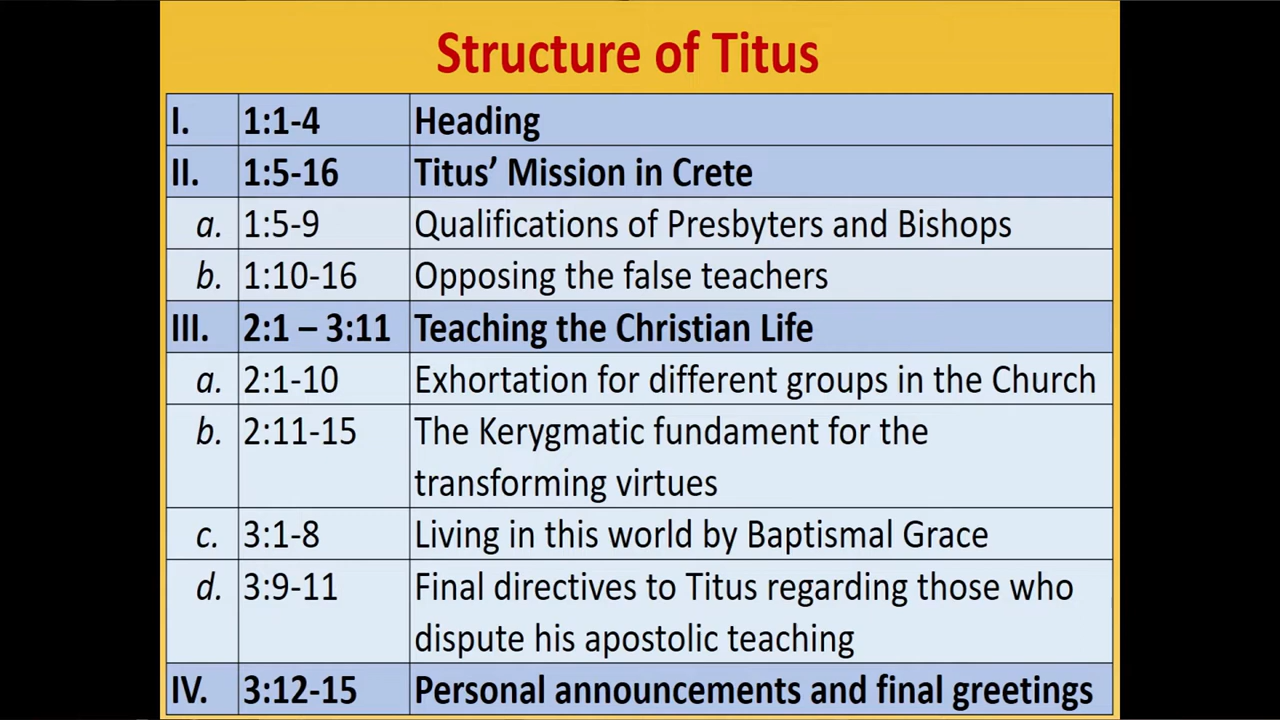 Structure of Titus
I. 1:1-4 Heading
II. 1:5-16 Titus’ Mission in Crete
a. 1:5-9 Qualifications of Presbyters and Bishops
b. 1:10-16 Opposing the false teachers
III. 2:1 – 3:11 Teaching the Christian Life
a. 2:1-10 Exhortation for different groups in the Church
b. 2:11-15 The Kerygmatic fundament for the
transforming virtues
c. 3:1-8 Living in this world by Baptismal Grace
d. 3:9-11 Final directives to Titus regarding those who
dispute his apostolic teaching
IV. 3:12-15 Personal announcements and final greetings